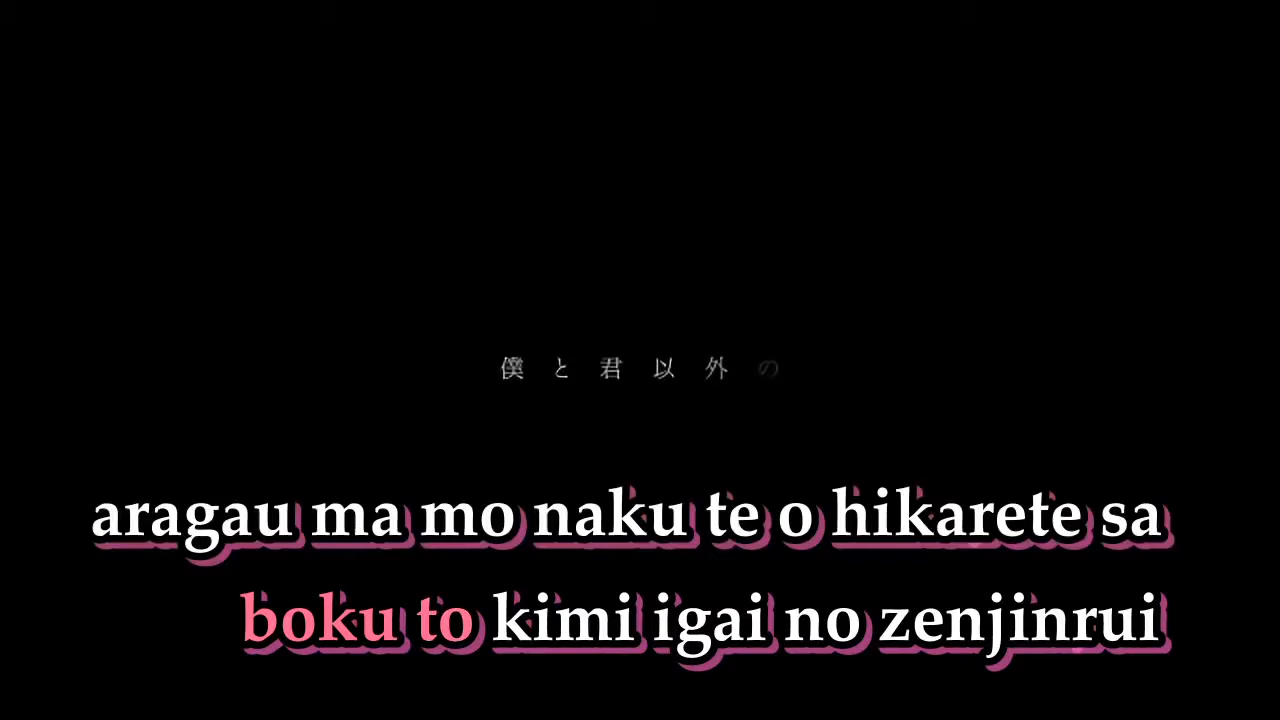 僕と君以外の
aragau ma mo naku te o hikarete sa
boku to kimi igai no zenjinrui